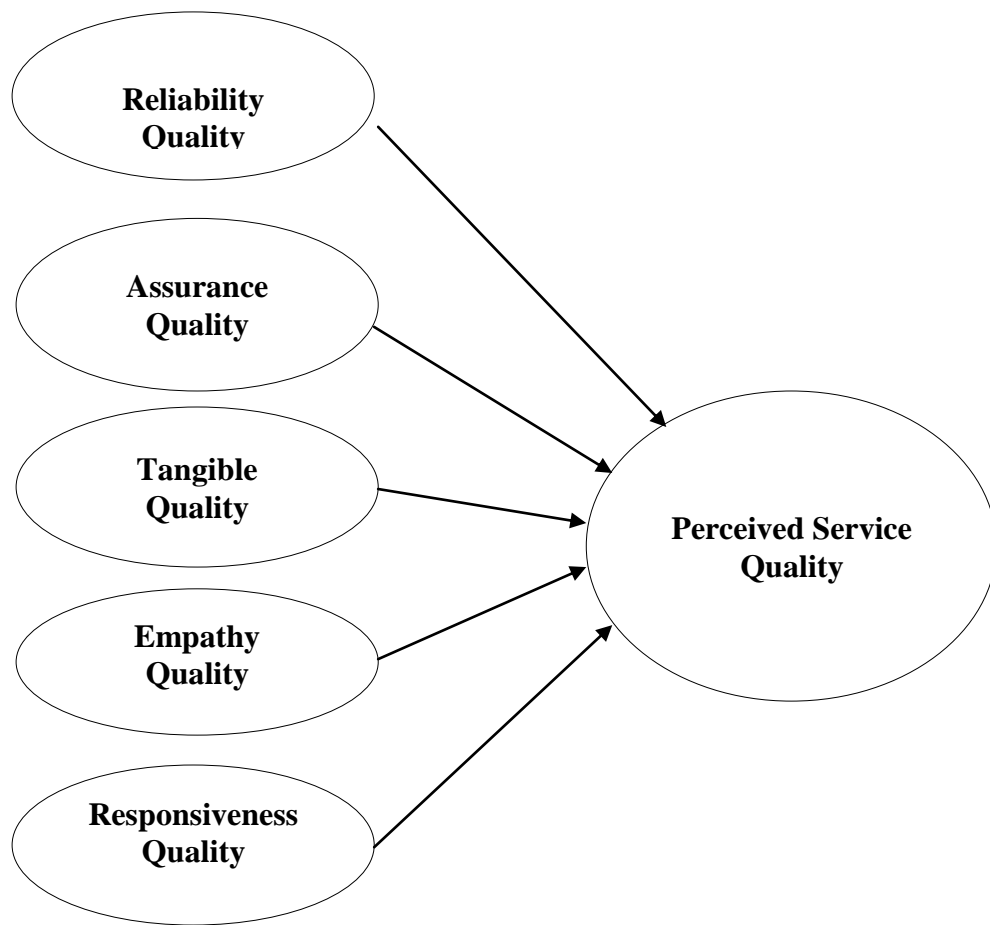 Reliability
Quality
Assurance
Quality
Tangible
Quality
Empathy
Quality
Responsiveness
Quality
Perceived Service
Quality